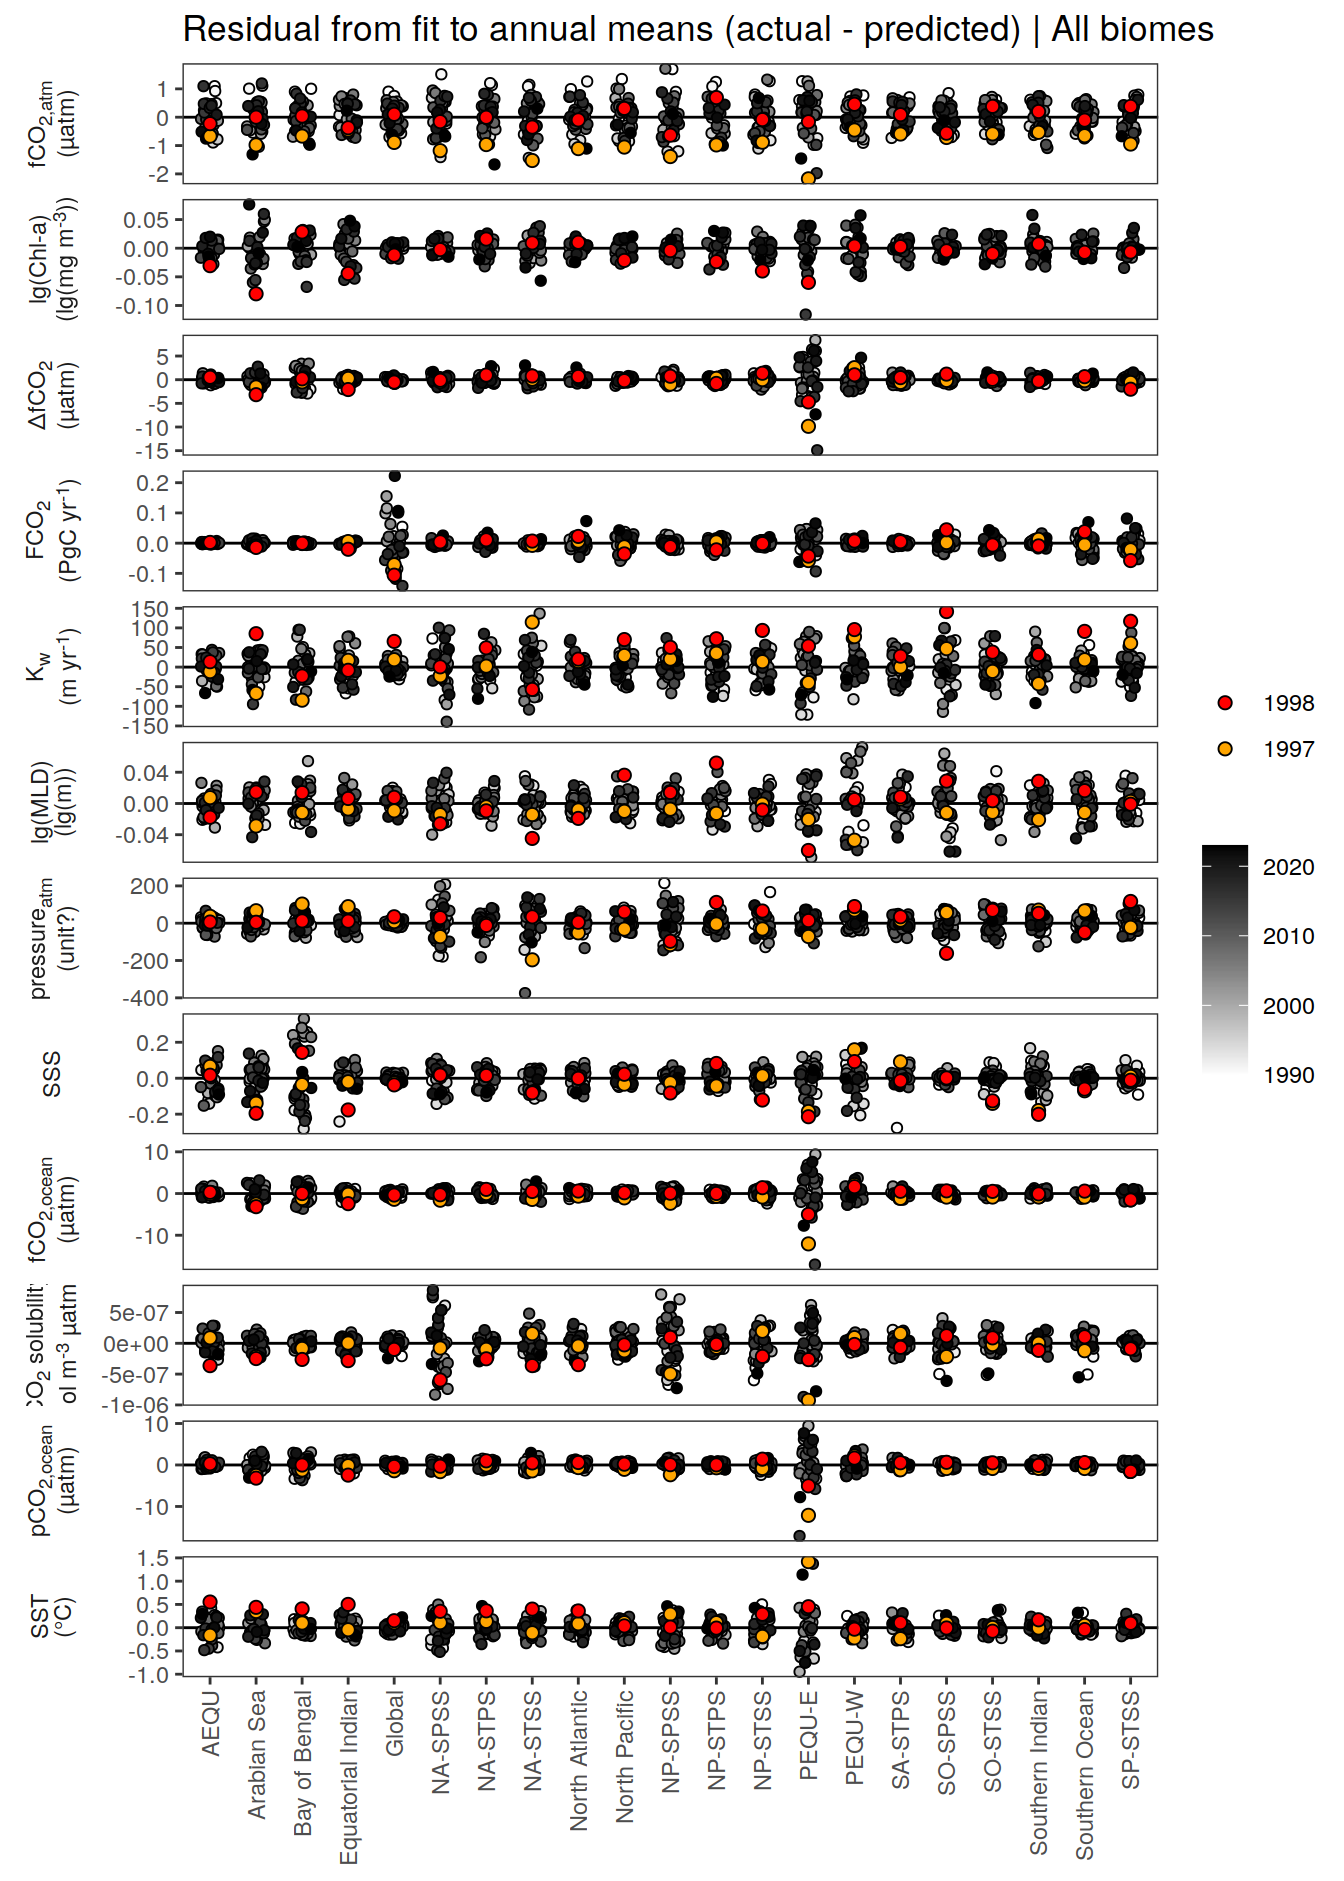 Residual from fit to annual means (actual - predicted) | All biomes
fCO2,atm
(µatm)
1
0
-1
-2
lg(Chl-a)
(lg(mg m-3))
0.05
0.00
-0.05
-0.10
ΔfCO2
(µatm)
5
0
-5
-10
-15
FCO2
(PgC yr-1)
0.2
0.1
0.0
-0.1
Kw
(m yr-1)
150
100
50
0
-50
-100
-150
lg(MLD)
(lg(m))
0.04
0.00
-0.04
pressureatm
(unit?)
200
0
-200
-400
SSS
0.2
0.0
-0.2
fCO2,ocean
(µatm)
10
0
-10
O2 solubility
ol m-3 µatm
5e-07
0e+00
-5e-07
-1e-06
pCO2,ocean
(µatm)
10
0
-10
SST
(°C)
1.5
1.0
0.5
0.0
-0.5
-1.0
AEQU
Arabian Sea
Bay of Bengal
Equatorial Indian
Global
NA-SPSS
NA-STPS
NA-STSS
North Atlantic
North Pacific
NP-SPSS
NP-STPS
NP-STSS
PEQU-E
PEQU-W
SA-STPS
SO-SPSS
SO-STSS
Southern Indian
Southern Ocean
SP-STSS
1998
1997
2020
2010
2000
1990